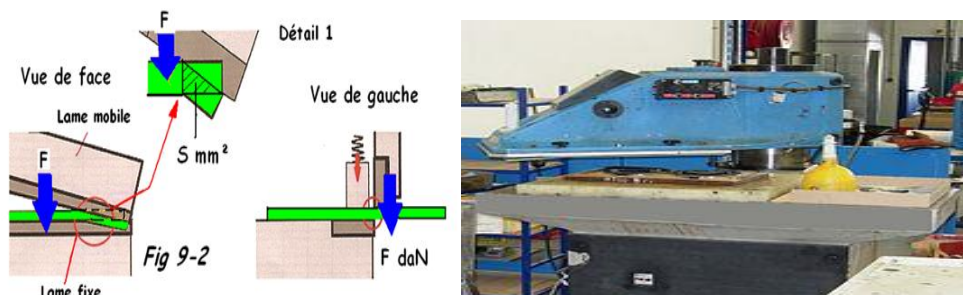 F
Détail 1
Vue de face
Vue de gauche
Lame mobile
S mm²
F
Fig 9-2
F daN
Lame fixe